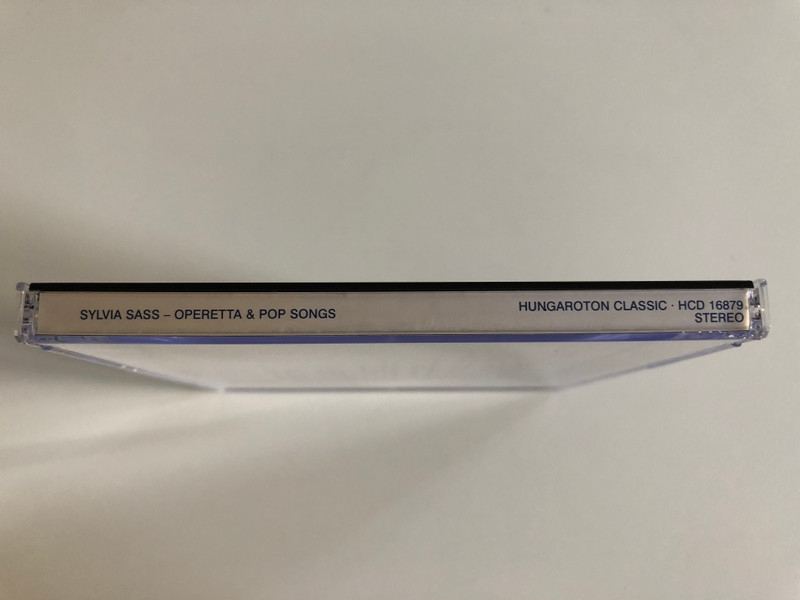 SYLVIA SASS – OPERETTA & POP SONGS
HUNGAROTON CLASSIC · HCD 16879
STEREO